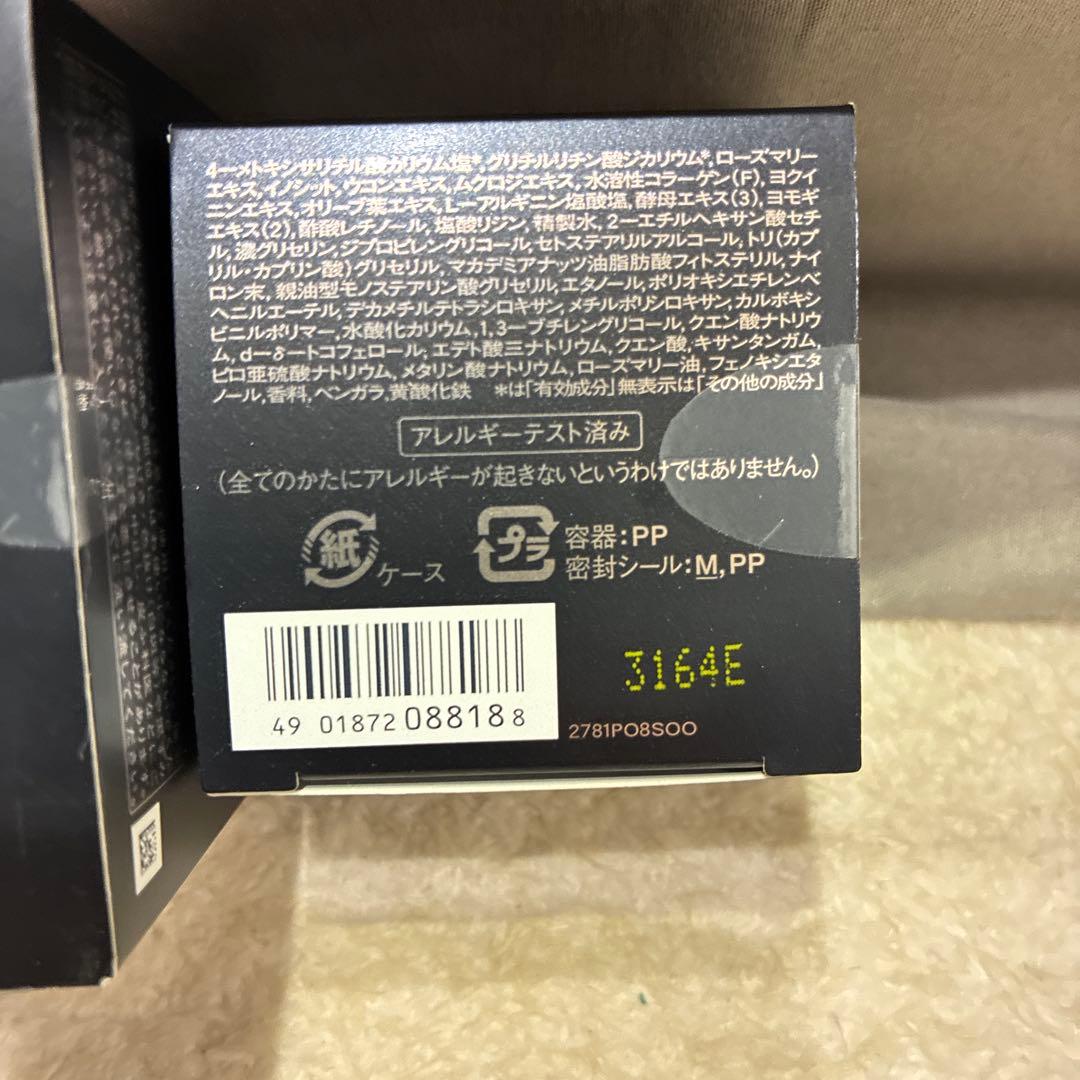 4ーメトキシサリチル酸カリウム塩*,グリチルリチン酸ジカリウム*,ローズマリー
エキス,イノシット,ウコンエキス,ムクロジエキス,水溶性コラーゲン(F),ヨクイ
ニンエキス,オリーブ葉エキス,Lーアルギニン塩酸塩,酵母エキス(3),ヨモギ
エキス(2),酢酸レチノール,塩酸リジン,精製水,2ーエチルヘキサン酸セチ
ル,濃グリセリン,ジプロピレングリコール,セトステアリルアルコール,トリ(カプ
リル・カプリン酸)グリセリル,マカデミアナッツ油脂肪酸フィトステリル,ナイ
ロン末,親油型モノステアリン酸グリセリル,エタノール,ポリオキシエチレンベ
ヘニルエーテル,デカメチルテトラシロキサン,メチルポリシロキサン,カルボキシ
ビニルポリマー,水酸化カリウム,1,3ーブチレングリコール,クエン酸ナトリウ
ム,dーδートコフェロール,エデト酸三ナトリウム,クエン酸,キサンタンガム,
ピロ亜硫酸ナトリウム,メタリン酸ナトリウム,ローズマリー油,フェノキシエタ
ノール,香料,ベンガラ,黄酸化鉄 *は「有効成分」無表示は「その他の成分」
アレルギーテスト済み
(全てのかたにアレルギーが起きないというわけではありません。)
紙 ケース
プラ 容器:PP
密封シール:M,PP
3164E
49 01872 08818 8
2781PO8SOO